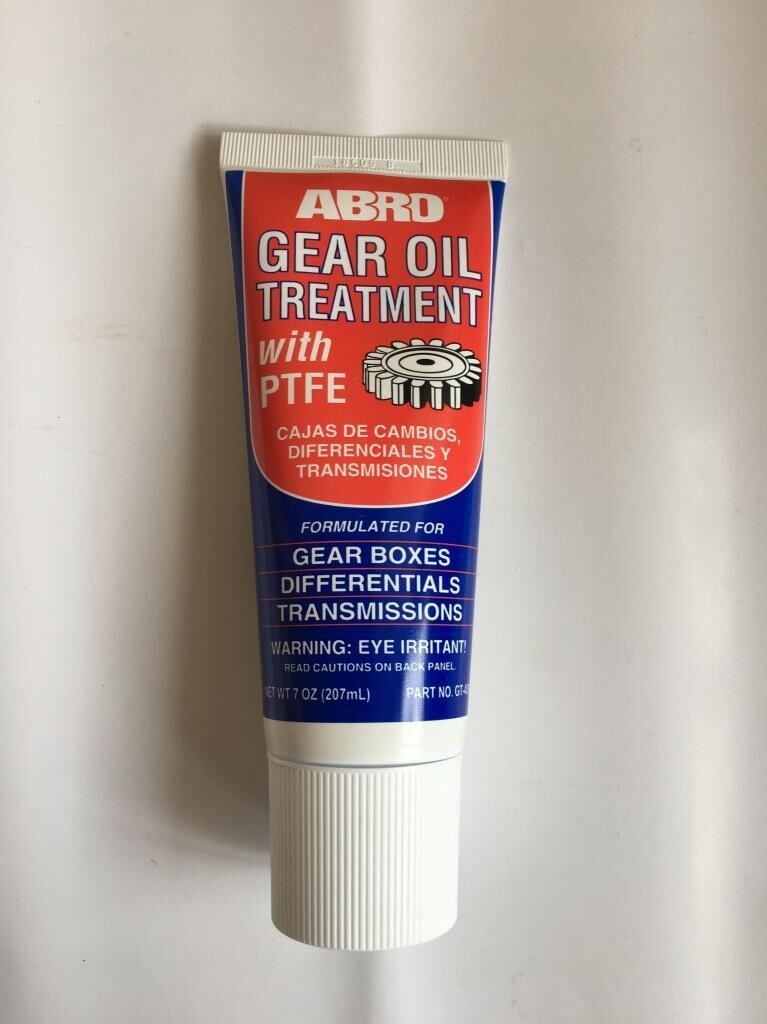 ABRO
GEAR OIL
TREATMENT
with
PTFE
CAJAS DE CAMBIOS,
DIFERENCIALES Y
TRANSMISIONES
FORMULATED FOR
GEAR BOXES
DIFFERENTIALS
TRANSMISSIONS
WARNING: EYE IRRITANT!
READ CAUTIONS ON BACK PANEL.
WT 7 OZ (207mL) PART NO.